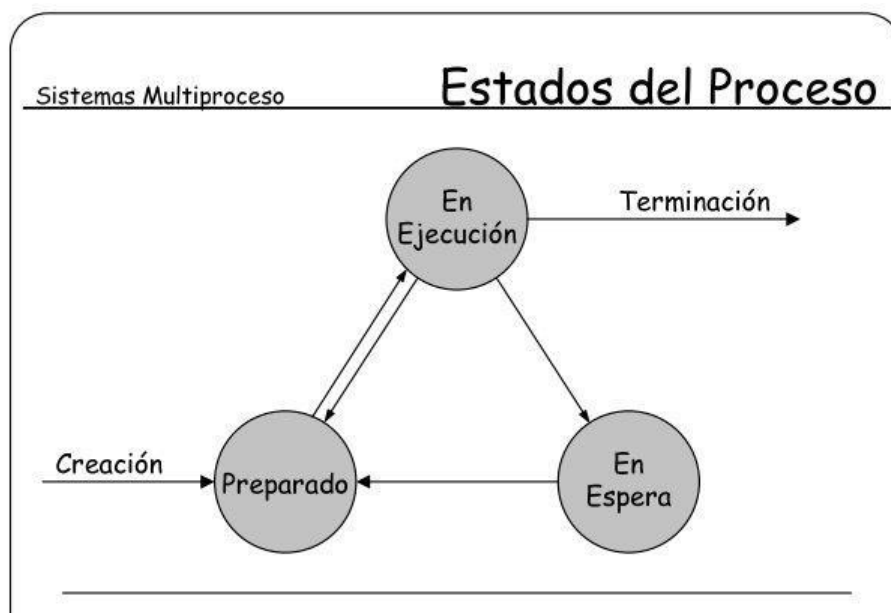 Sistemas Multiproceso
Estados del Proceso
En
Ejecución
Terminación
Creación
Preparado
En
Espera